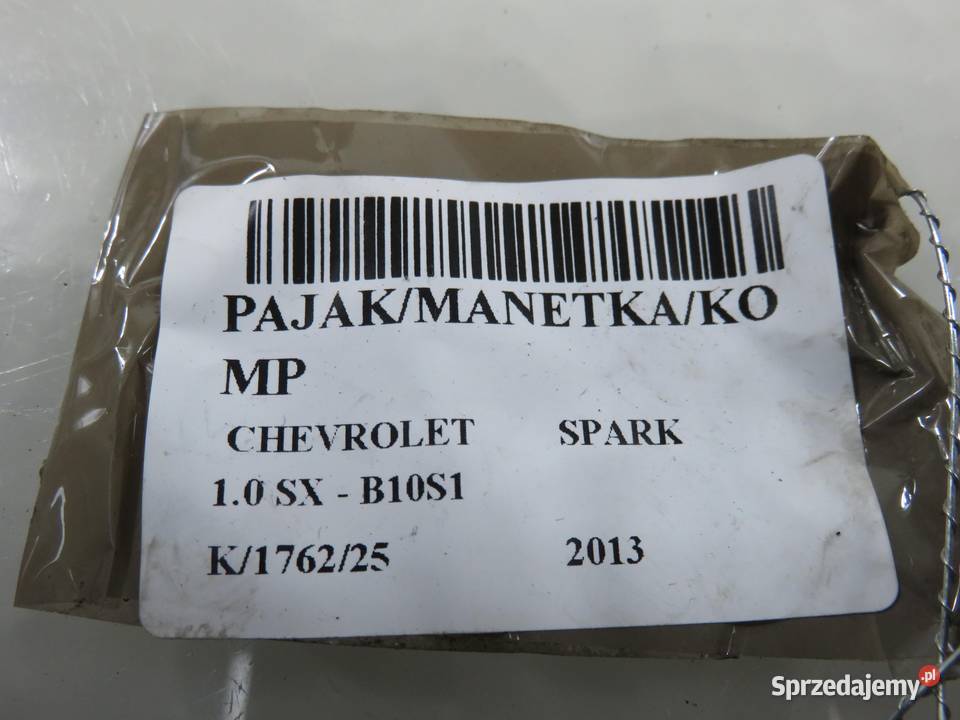 PAJAK/MANETKA/KO
MP
CHEVROLET SPARK
1.0 SX - B10S1
K/1762/25 2013
Sprzedajemy.pl